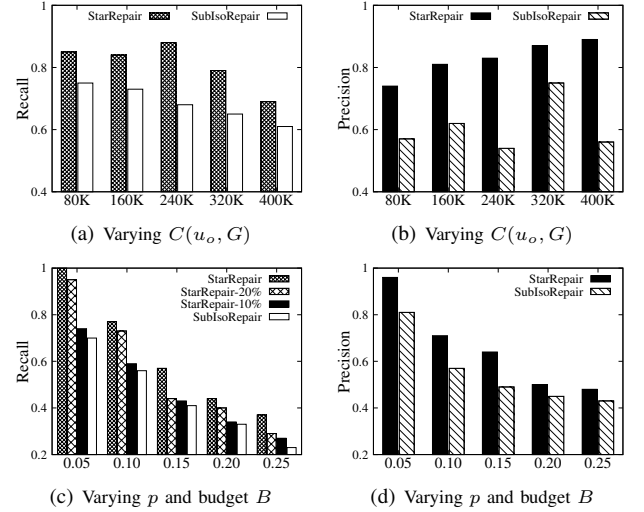 StarRepair SubIsoRepair
Recall
1
0.8
0.6
0.4
80K 160K 240K 320K 400K
(a) Varying C(u_o, G)
StarRepair SubIsoRepair
Precision
1
0.8
0.6
0.4
80K 160K 240K 320K 400K
(b) Varying C(u_o, G)
StarRepair
StarRepair-20%
StarRepair-10%
SubIsoRepair
Recall
1
0.8
0.6
0.4
0.2
0.05 0.10 0.15 0.20 0.25
(c) Varying p and budget B
StarRepair
SubIsoRepair
Precision
1
0.8
0.6
0.4
0.2
0.05 0.10 0.15 0.20 0.25
(d) Varying p and budget B